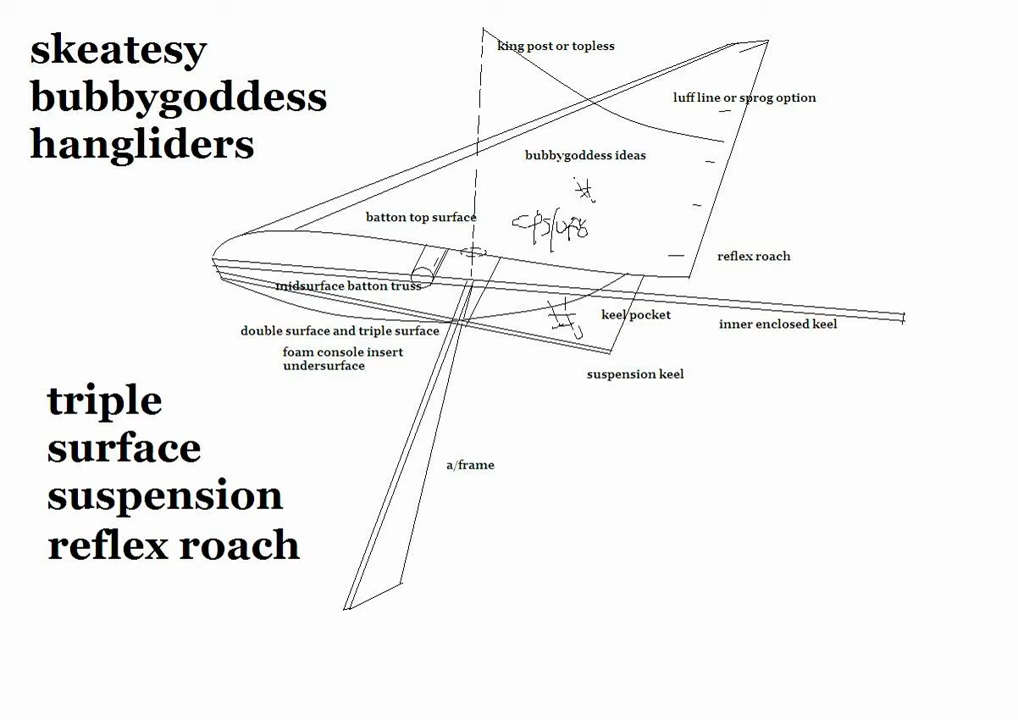 skeatesy
bubbygoddess
hangliders
king post or topless
luff line or sprog option
bubbygoddess ideas
batton top surface
reflex roach
midsurface batton truss
keel pocket
inner enclosed keel
double surface and triple surface
foam console insert
undersurface
suspension keel
triple
surface
suspension
reflex roach
a/frame